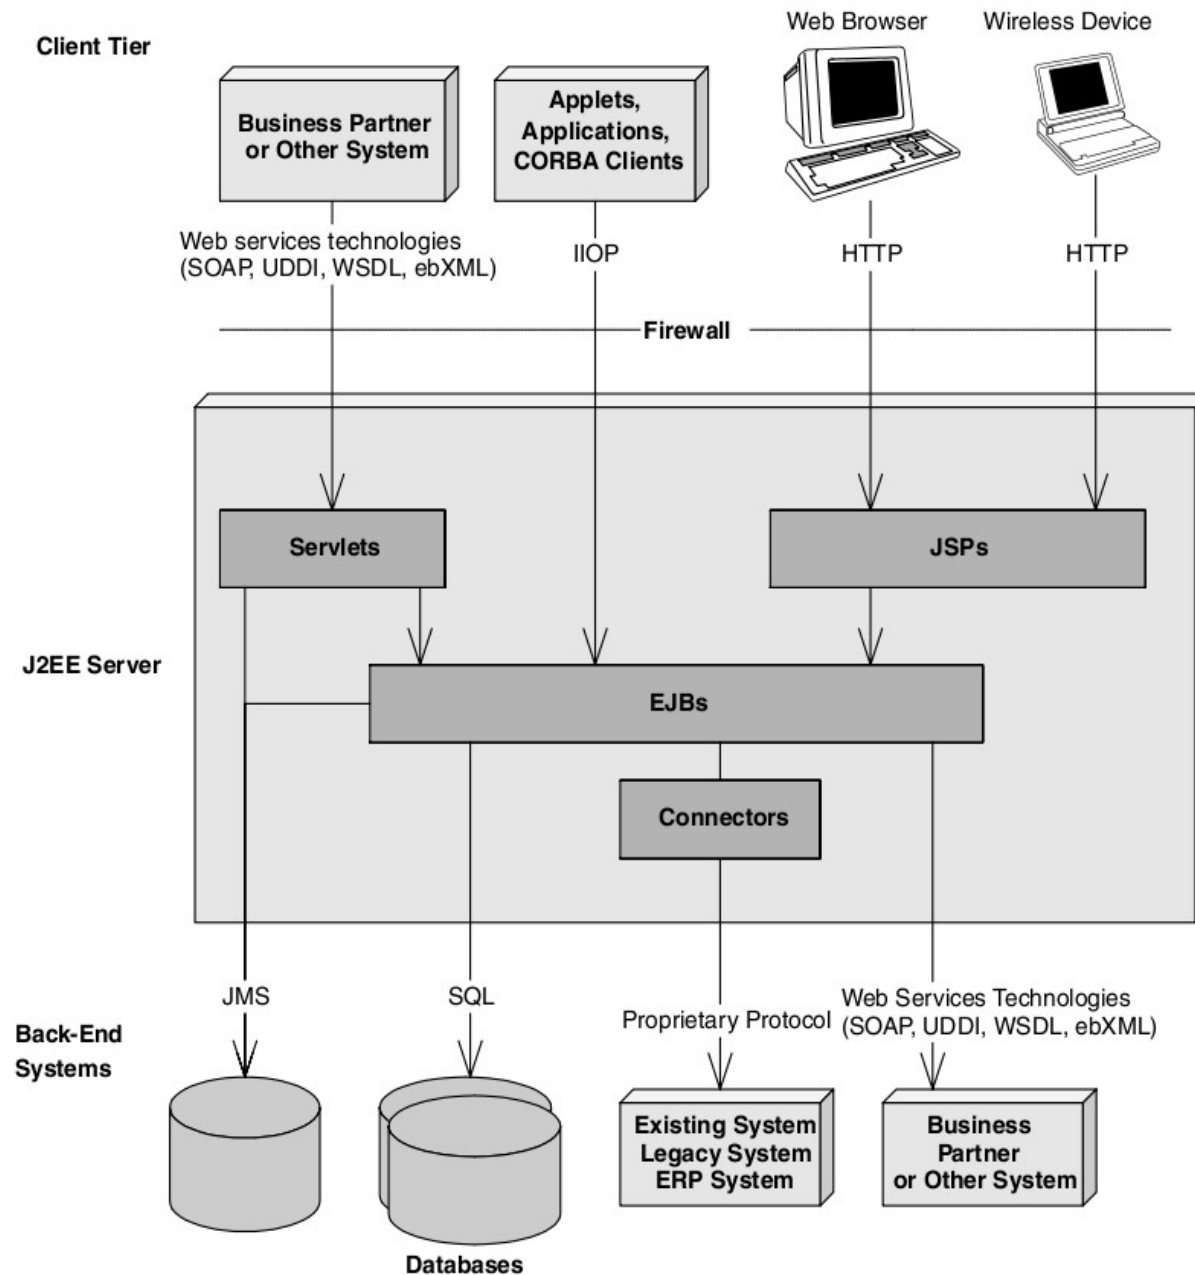 Client Tier
Web Browser
Wireless Device
Business Partner
or Other System
Applets,
Applications,
CORBA Clients
Web services technologies
(SOAP, UDDI, WSDL, ebXML)
IIOP
HTTP
HTTP
Firewall
Servlets
JSPs
J2EE Server
EJBs
Connectors
JMS
SQL
Proprietary Protocol
Web Services Technologies
(SOAP, UDDI, WSDL, ebXML)
Back-End
Systems
Existing System
Legacy System
ERP System
Business
Partner
or Other System
Databases